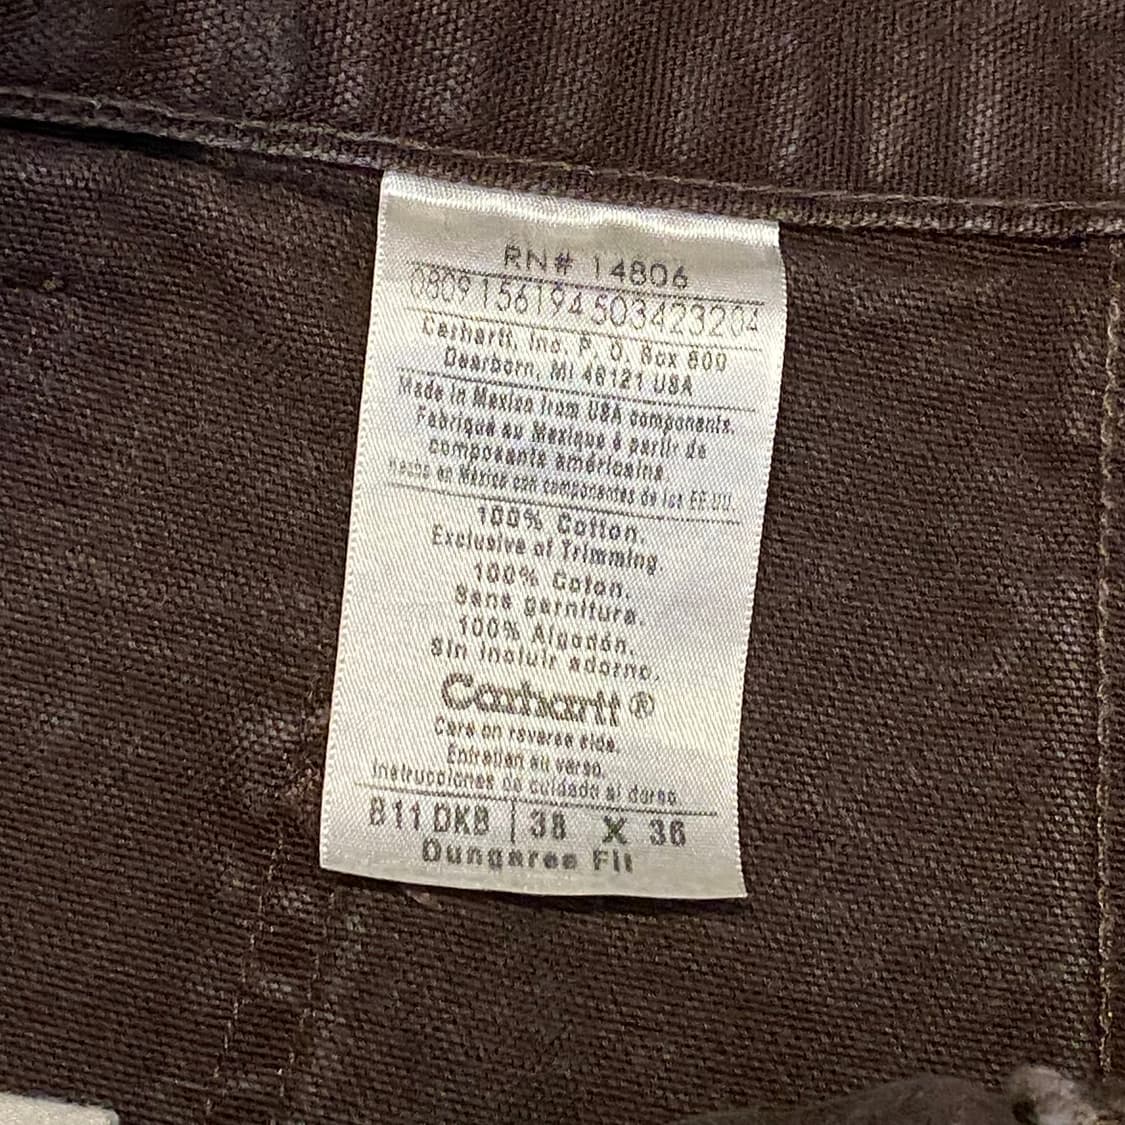 RN# 14806
0809156194503423204
Carhartt, Inc. P. O. Box 600
Dearborn, MI 48121 USA
Made in Mexico from USA components.
Fabriqué au Mexique à partir de
composants américains
Hecho en México con componentes de los EE UU.
100% Cotton.
Exclusive of Trimming.
100% Coton.
Sans garniture.
100% Algodón.
Sin incluir adorno.
Carhartt®
Care on reverse side.
Entretien au verso.
Instrucciones de cuidado al dorso
B11 DKB | 38 X 36
Dungaree Fit